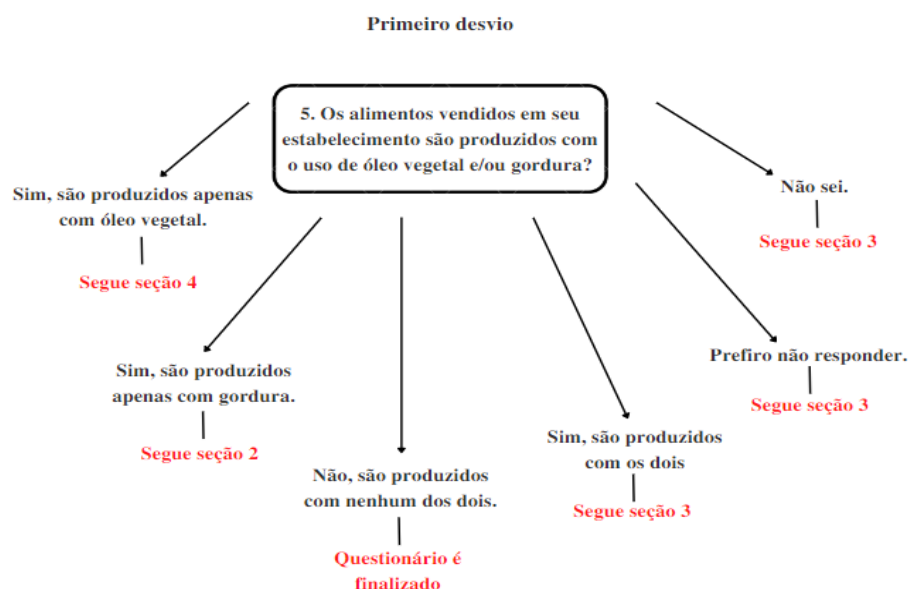 Primeiro desvio
5. Os alimentos vendidos em seu
estabelecimento são produzidos com
o uso de óleo vegetal e/ou gordura?
Sim, são produzidos apenas
com óleo vegetal.
Segue seção 4
Sim, são produzidos
apenas com gordura.
Segue seção 2
Não, são produzidos
com nenhum dos dois.
Questionário é
finalizado
Sim, são produzidos
com os dois
Segue seção 3
Prefiro não responder.
Segue seção 3
Não sei.
Segue seção 3